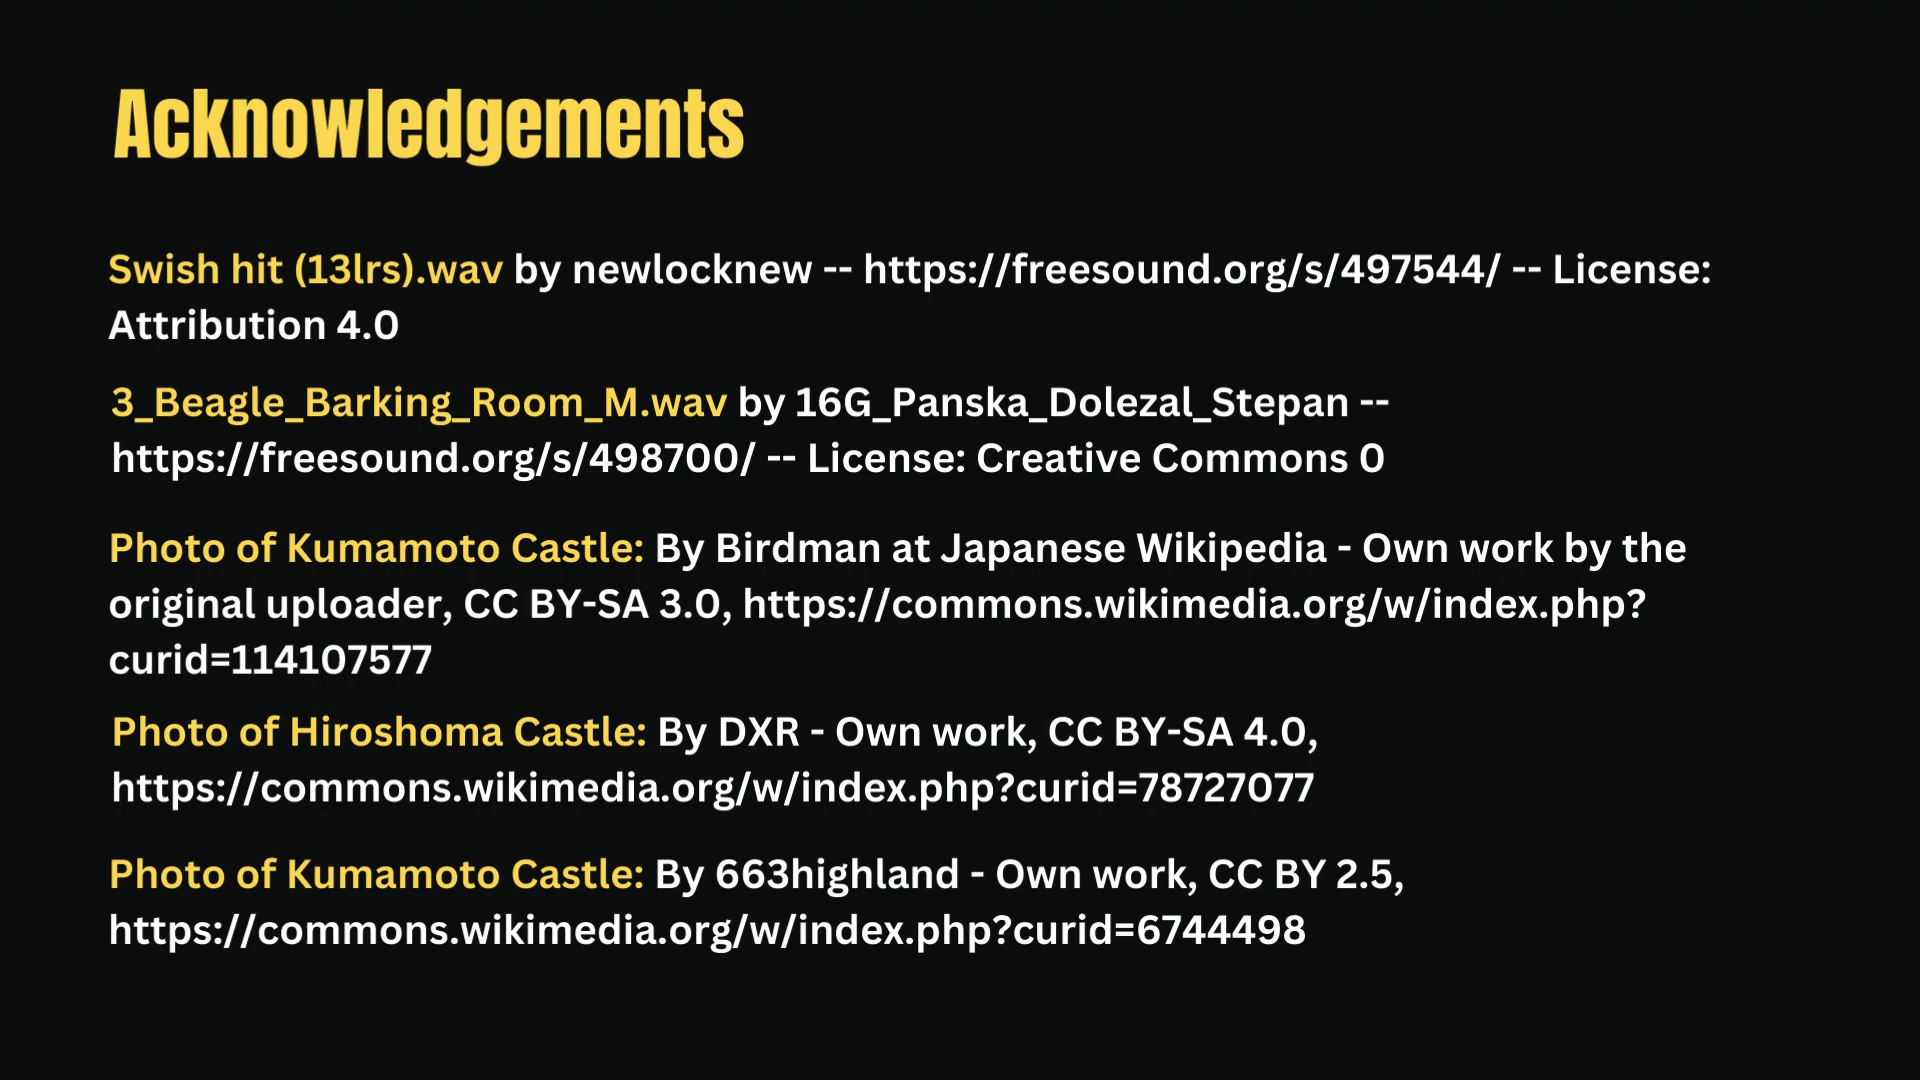 Acknowledgements
Swish hit (13lrs).wav by newlocknew -- https://freesound.org/s/497544/ -- License:
Attribution 4.0
3_Beagle_Barking_Room_M.wav by 16G_Panska_Dolezal_Stepan --
https://freesound.org/s/498700/ -- License: Creative Commons 0
Photo of Kumamoto Castle: By Birdman at Japanese Wikipedia - Own work by the
original uploader, CC BY-SA 3.0, https://commons.wikimedia.org/w/index.php?
curid=114107577
Photo of Hiroshoma Castle: By DXR - Own work, CC BY-SA 4.0,
https://commons.wikimedia.org/w/index.php?curid=78727077
Photo of Kumamoto Castle: By 663highland - Own work, CC BY 2.5,
https://commons.wikimedia.org/w/index.php?curid=6744498